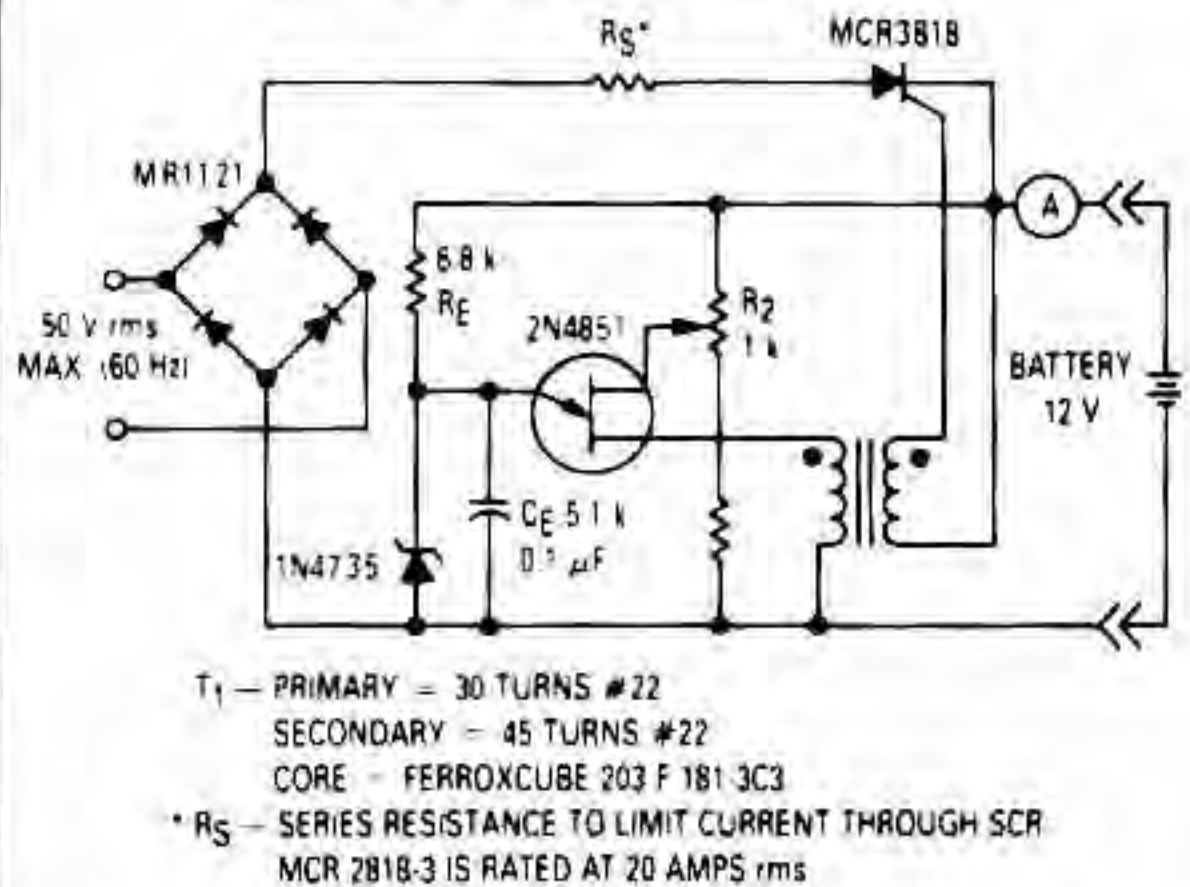 RS*
MCR3818
MR1121
A
6.8 k
RE
2N4851
R2
1 k
50 V rms
MAX (60 Hz)
BATTERY
12 V
CE 5.1 k
0.1 µF
1N4735
T1 — PRIMARY = 30 TURNS #22
SECONDARY = 45 TURNS #22
CORE = FERROXCUBE 203 F 181 3C3
* RS — SERIES RESISTANCE TO LIMIT CURRENT THROUGH SCR
MCR 2818-3 IS RATED AT 20 AMPS rms